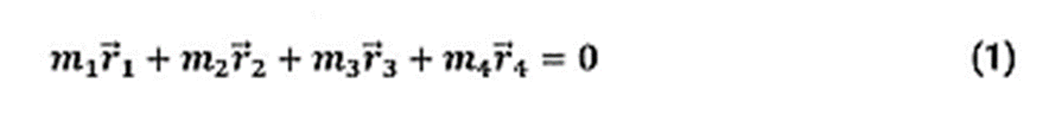 m₁r⃗₁ + m₂r⃗₂ + m₃r⃗₃ + m₄r⃗₄ = 0 (1)